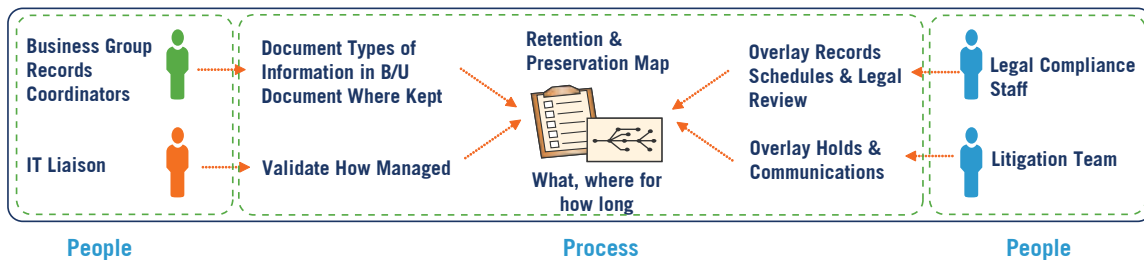 Business Group
Records
Coordinators
IT Liaison
Document Types of
Information in B/U
Document Where Kept
Validate How Managed
Retention &
Preservation Map
What, where for
how long
Overlay Records
Schedules & Legal
Review
Overlay Holds &
Communications
Legal Compliance
Staff
Litigation Team
People
Process
People